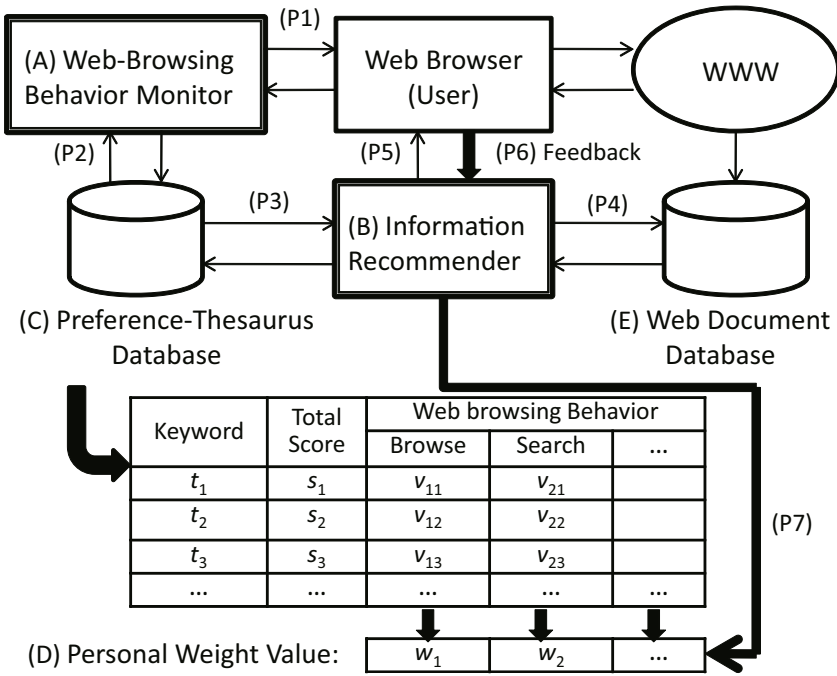 (P1)
(A) Web-Browsing
Behavior Monitor
Web Browser
(User)
WWW
(P2)
(P5)
(P6) Feedback
(P3)
(B) Information
Recommender
(P4)
(C) Preference-Thesaurus
Database
(E) Web Document
Database
Keyword Total Score Web browsing Behavior
Browse Search ...
t1 s1 v11 v21
t2 s2 v12 v22
t3 s3 v13 v23
... ... ... ... ...
(P7)
(D) Personal Weight Value: w1 w2 ...